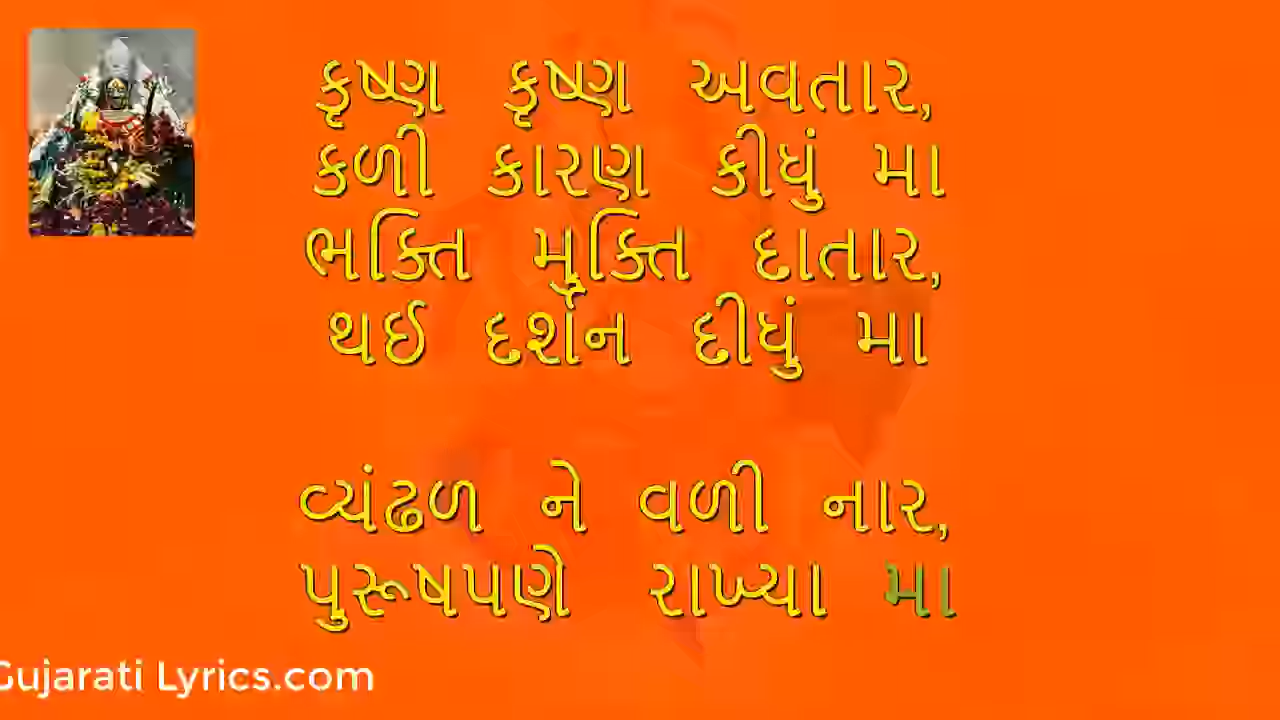 કૃષ્ણ કૃષ્ણ અવતાર,
કળી કારણ કીધું મા
ભક્તિ મુક્તિ દાતાર,
થઈ દર્શન દીધું મા
વ્યંઢળ ને વળી નાર,
પુરૂષપણે રાખ્યા મા
Gujarati Lyrics.com